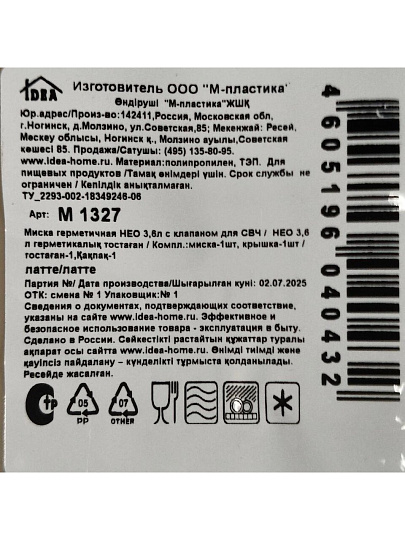 IDEA
Изготовитель ООО "М-пластика"
Өндіруші "М-пластика"ЖШҚ
Юр.адрес/Произ-во:142411,Россия, Московская обл,
г.Ногинск, д.Молзино, ул.Советская,85; Мекенжай: Ресей,
Мәскеу облысы, Ногинск қ., Молзино ауылы,Советская
көшесі 85. Продажа/Сатушы: (495) 135-80-95.
www.idea-home.ru. Материал:полипропилен, ТЭП. Для
пищевых продуктов /Тамақ өнімдері үшін. Срок службы не
ограничен / Кепілдік анықталмаған.
ТУ_2293-002-18349246-06
Арт: М 1327
Миска герметичная НЕО 3,6л с клапаном для СВЧ / НЕО 3,6
л герметикалық тостаған / Компл.:миска-1шт, крышка-1шт /
тостаған-1,Қақпақ-1
латте/латте
Партия №/ Дата производства/Шығарылған күні: 02.07.2025
ОТК: смена № 1 Упаковщик:№ 1
Сведения о документах, подтверждающих соответствие,
указаны на сайте www.idea-home.ru. Эффективное и
безопасное использование товара - эксплуатация в быту.
Сделано в России. Сәйкестікті растайтын құжаттар туралы
ақпарат осы сайтта www.idea-home.ru. Өнімді тиімді және
қауіпсіз пайдалану – күнделікті тұрмыста қолданылады.
Ресейде жасалған.
4605196040432
тр
05
PP
07
OTHER